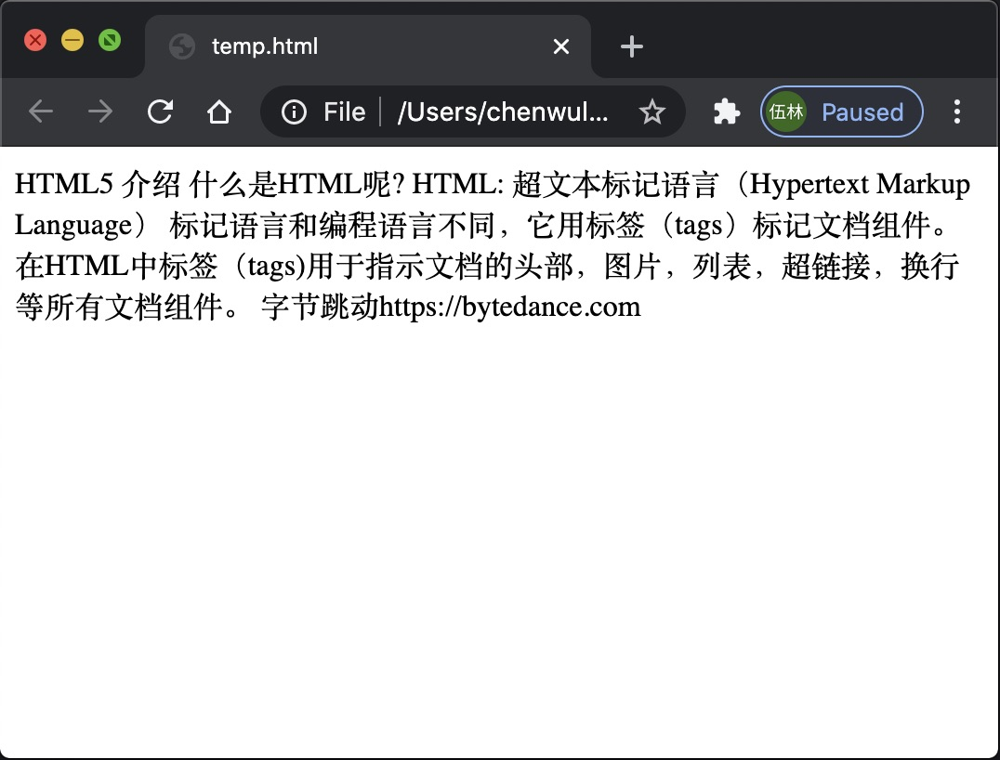 temp.html
File
/Users/chenwul...
伍林
Paused
HTML5 介绍 什么是HTML呢? HTML: 超文本标记语言（Hypertext Markup
Language） 标记语言和编程语言不同，它用标签（tags）标记文档组件。
在HTML中标签（tags)用于指示文档的头部，图片，列表，超链接，换行
等所有文档组件。 字节跳动https://bytedance.com